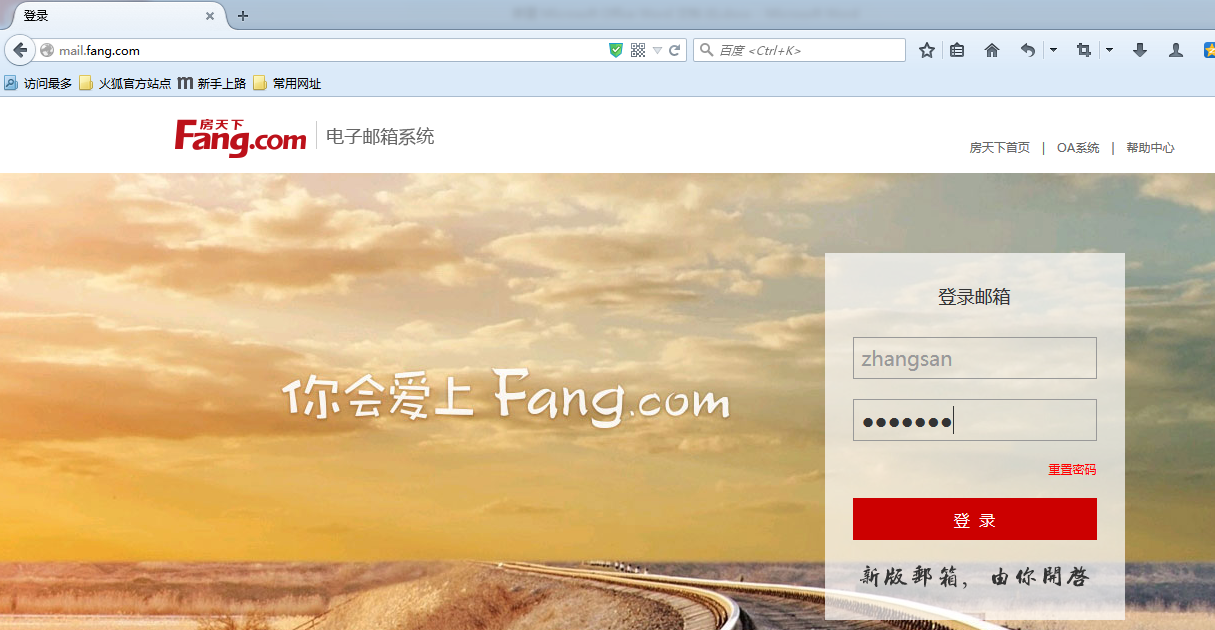 登录
mail.fang.com
百度 <Ctrl+K>
访问最多 火狐官方站点 新手上路 常用网址
房天下
Fang.com 电子邮箱系统
房天下首页 | OA系统 | 帮助中心
登录邮箱
zhangsan
你会爱上 Fang.com
重置密码
登 录
新版郵箱，由你開啓